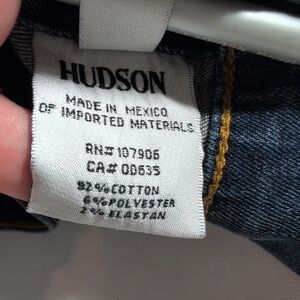 HUDSON
MADE IN MEXICO
OF IMPORTED MATERIALS
RN# 107906
CA# 00635
92% COTTON
6% POLYESTER
2% ELASTAN